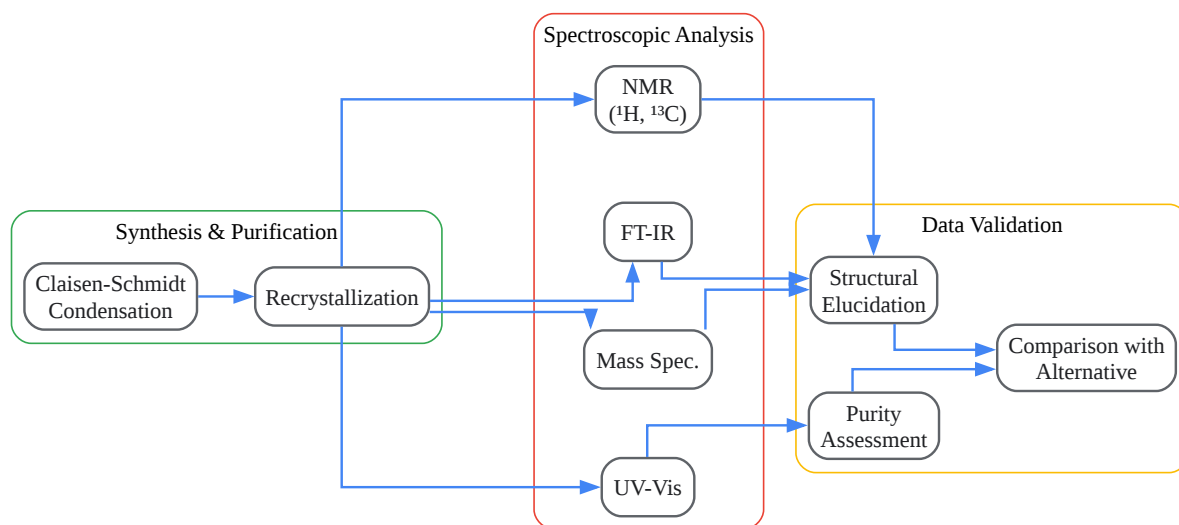 Spectroscopic Analysis
NMR
(¹H, ¹³C)
Synthesis & Purification
FT-IR
Data Validation
Claisen-Schmidt
Condensation
Recrystallization
Structural
Elucidation
Mass Spec.
Comparison with
Alternative
Purity
Assessment
UV-Vis